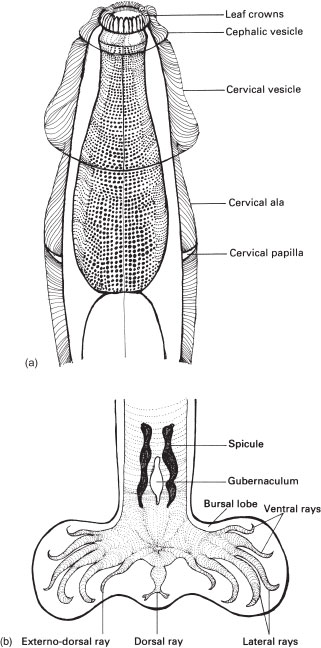 Leaf crowns
Cephalic vesicle
Cervical vesicle
Cervical ala
Cervical papilla
(a)
Spicule
Gubernaculum
Bursal lobe
Ventral rays
(b) Externo-dorsal ray Dorsal ray Lateral rays